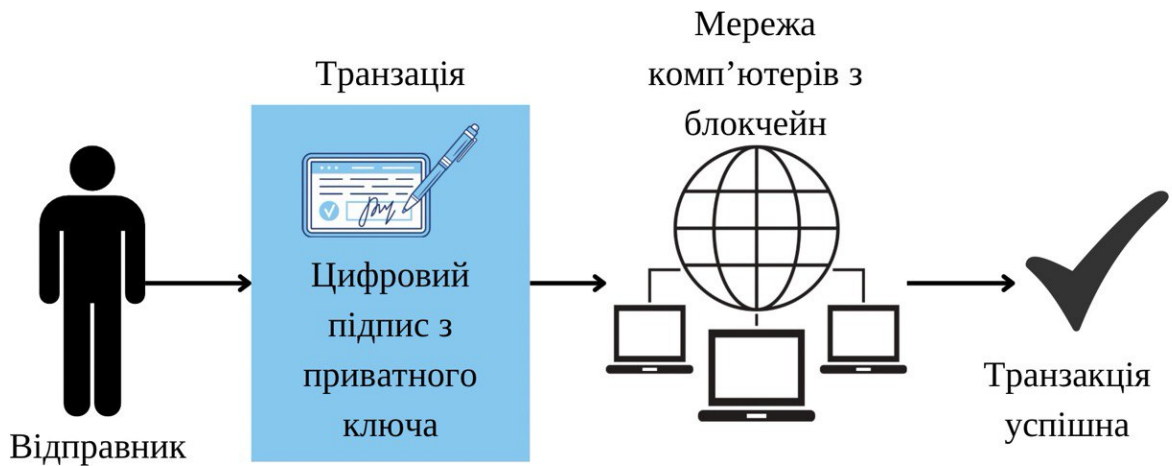 Відправник
Транзація
Цифровий
підпис з
приватного
ключа
Мережа
комп’ютерів з
блокчейн
Транзакція
успішна